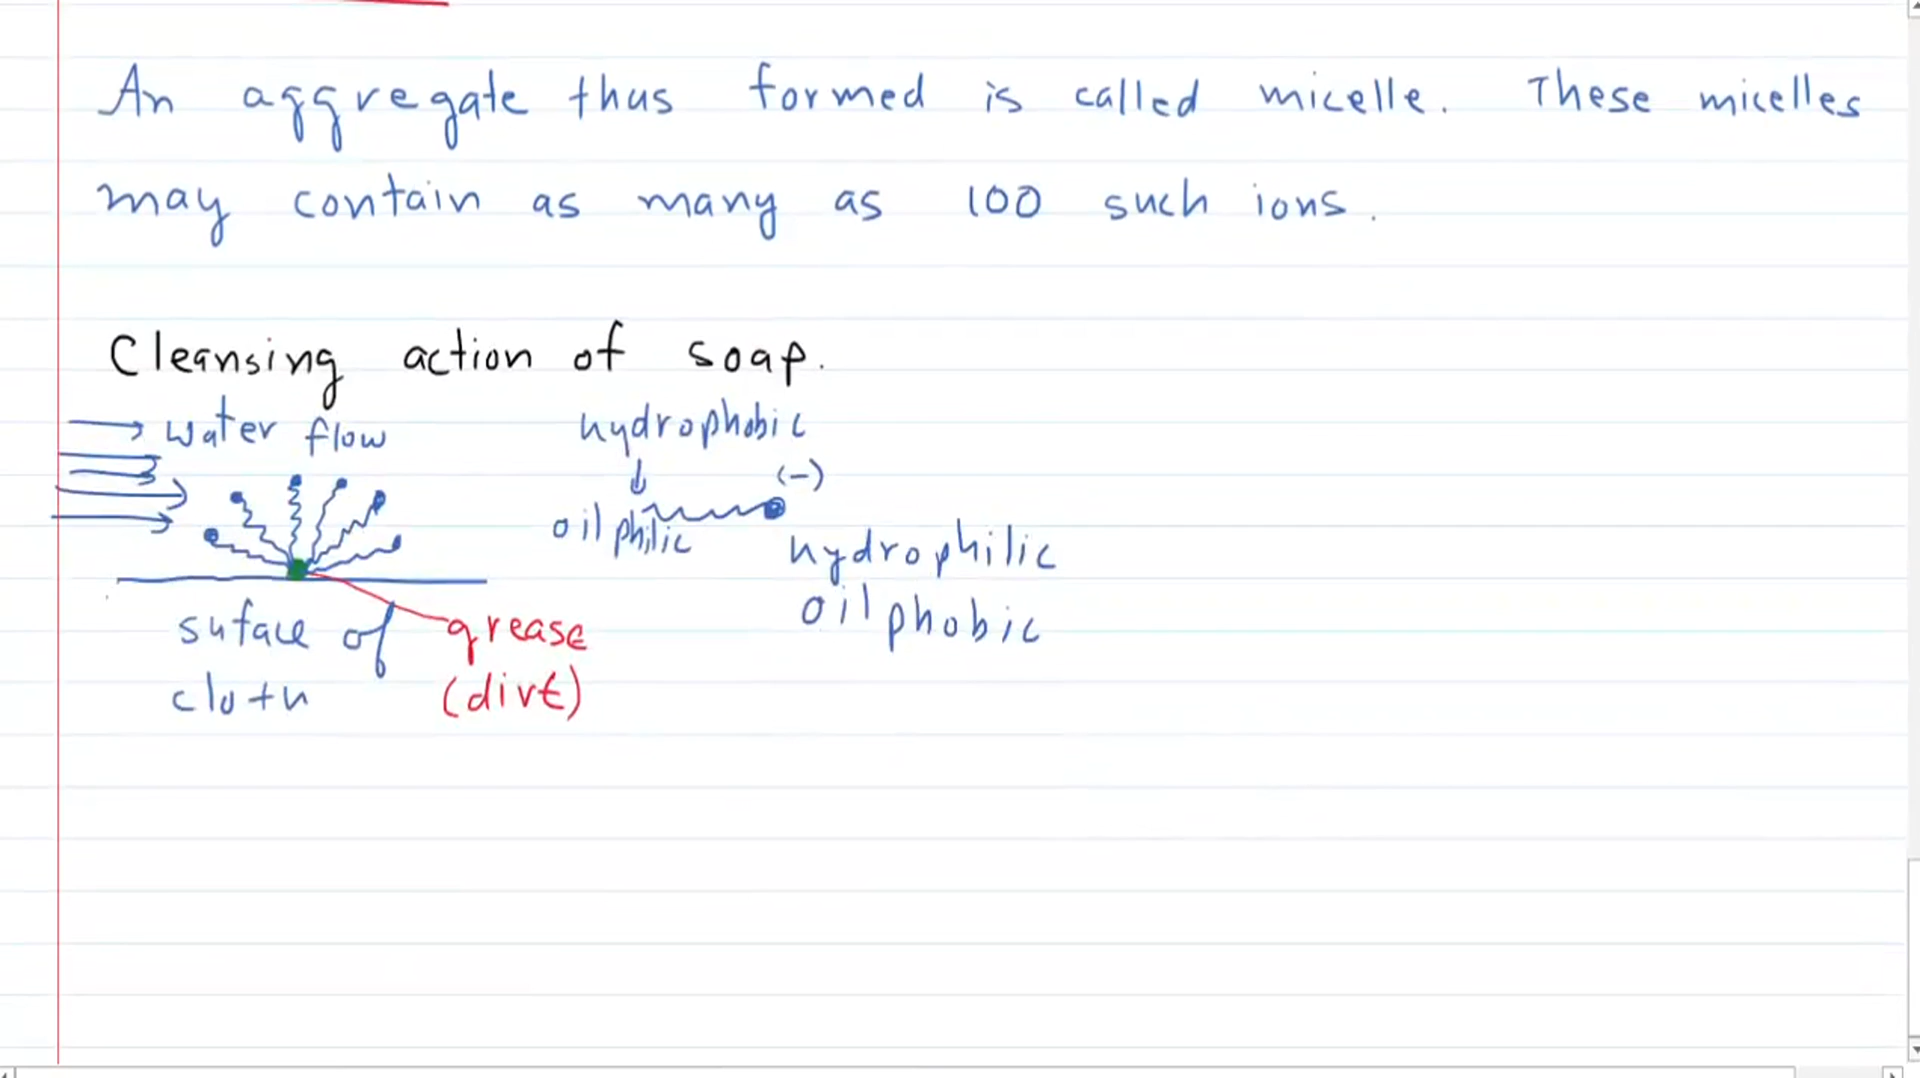 An aggregate thus formed is called micelle. These micelles
may contain as many as 100 such ions.
Cleansing action of soap.
water flow
hydrophobic
(-)
oil philic
hydrophilic
oil phobic
suface of
cloth
grease
(dirt)